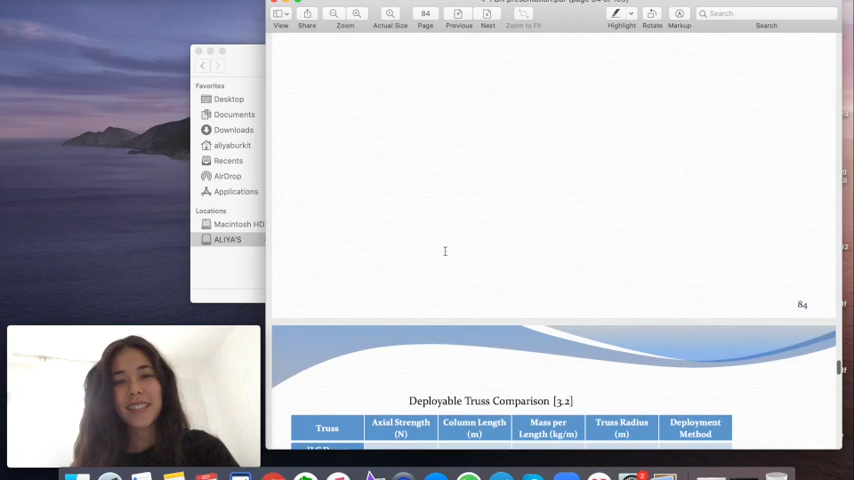 View
Share
Zoom
Actual Size
84
Page
Previous
Next
Zoom to Fit
Highlight
Rotate
Markup
Search
Search
Favorites
Desktop
Documents
Downloads
aliyaburkit
Recents
AirDrop
Applications
Locations
Macintosh HD
ALIYA'S
84
Deployable Truss Comparison [3.2]
Truss
Axial Strength (N)
Column Length (m)
Mass per Length (kg/m)
Truss Radius (m)
Deployment Method